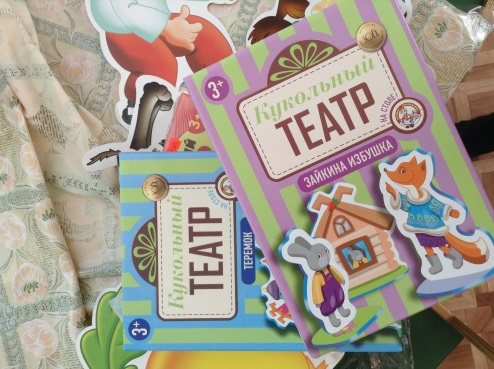 3+
Кукольный
ТЕАТР
НА СТОЛЕ
ЗАЙКИНА ИЗБУШКА
Кукольный
ТЕАТР
ТЕРЕМОК
3+